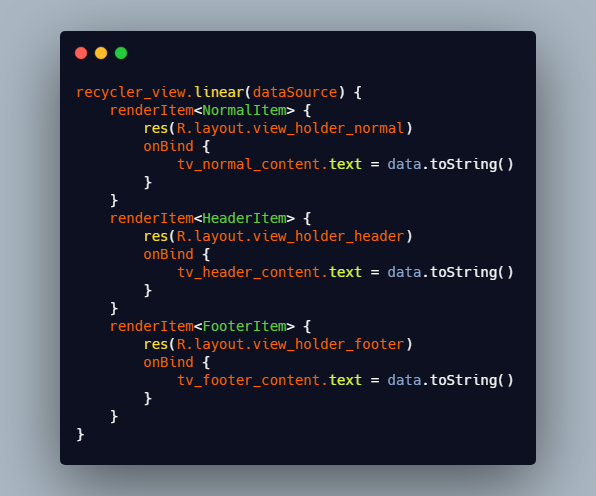 recycler_view.linear(dataSource) {
    renderItem<NormalItem> {
        res(R.layout.view_holder_normal)
        onBind {
            tv_normal_content.text = data.toString()
        }
    }
    renderItem<HeaderItem> {
        res(R.layout.view_holder_header)
        onBind {
            tv_header_content.text = data.toString()
        }
    }
    renderItem<FooterItem> {
        res(R.layout.view_holder_footer)
        onBind {
            tv_footer_content.text = data.toString()
        }
    }
}